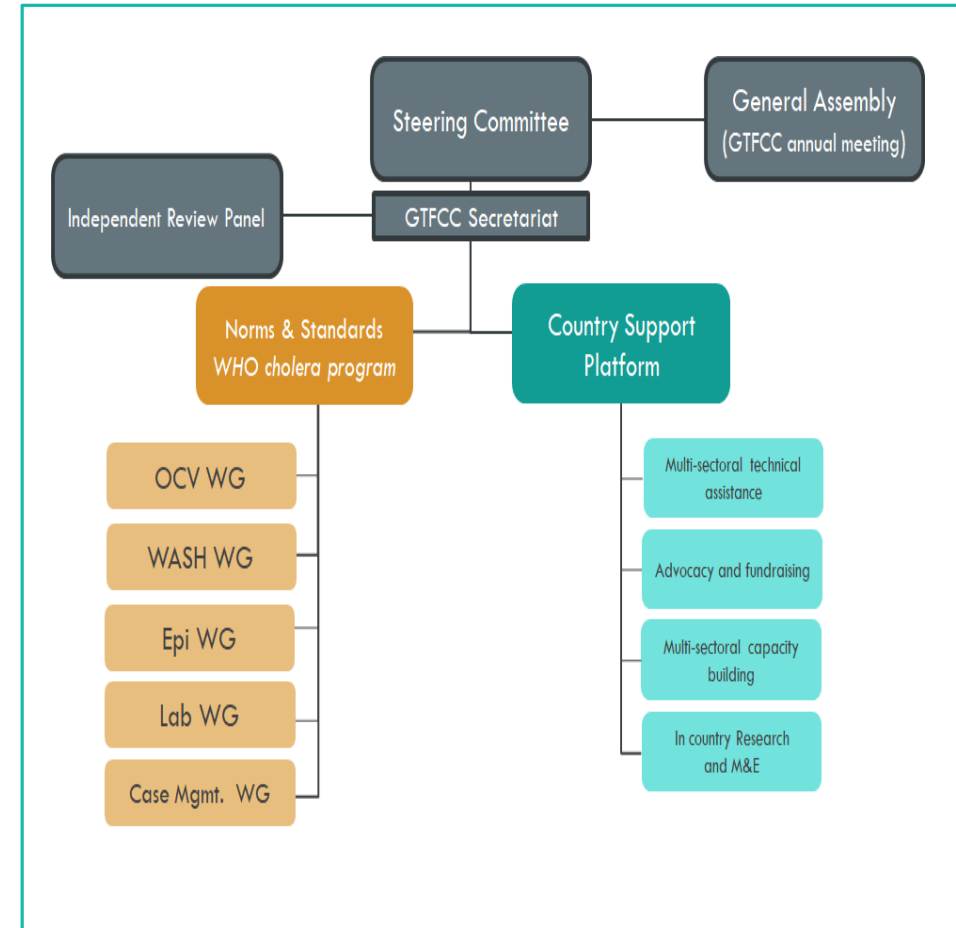 Steering Committee
General Assembly
(GTFCC annual meeting)
Independent Review Panel
GTFCC Secretariat
Norms & Standards
WHO cholera program
Country Support
Platform
OCV WG
WASH WG
Epi WG
Lab WG
Case Mgmt. WG
Multi-sectoral technical
assistance
Advocacy and fundraising
Multi-sectoral capacity
building
In country Research
and M&E